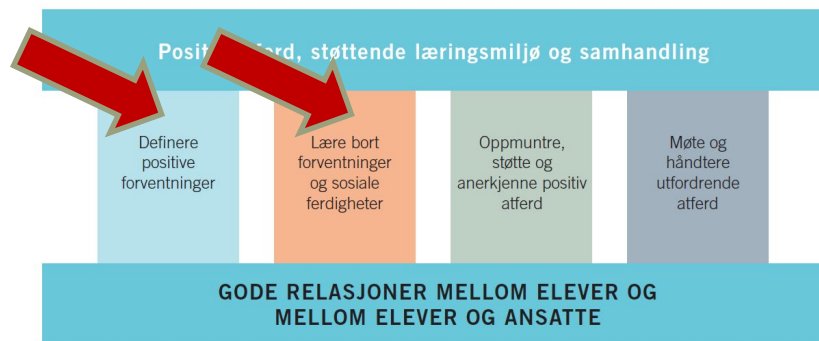 Positiv atferd, støttende læringsmiljø og samhandling
Definere
positive
forventninger
Lære bort
forventninger
og sosiale
ferdigheter
Oppmuntre,
støtte og
anerkjenne positiv
atferd
Møte og
håndtere
utfordrende
atferd
GODE RELASJONER MELLOM ELEVER OG
MELLOM ELEVER OG ANSATTE